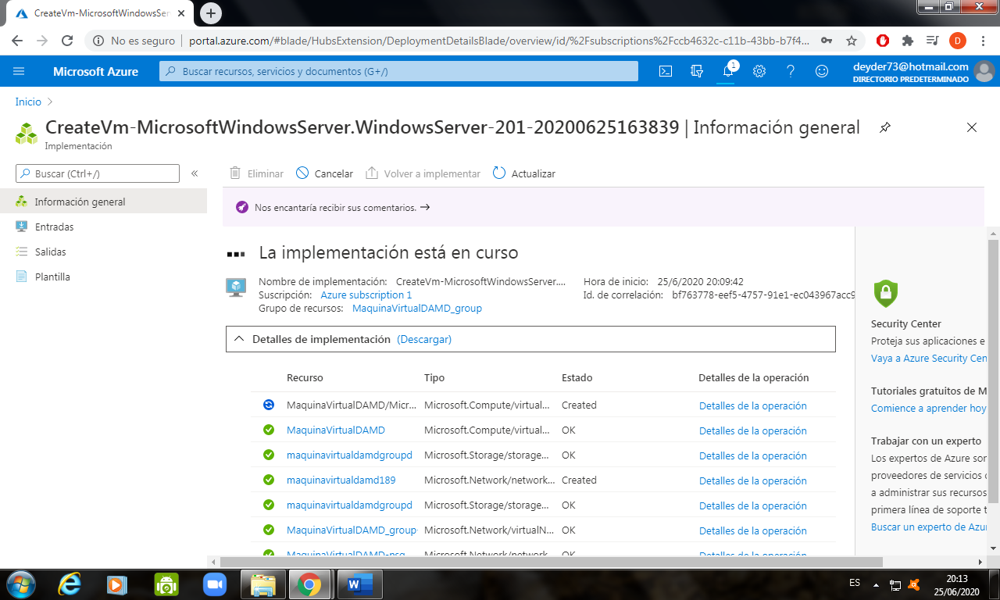 CreateVm-MicrosoftWindowsSer
No es seguro portal.azure.com/#blade/HubsExtension/DeploymentDetailsBlade/overview/id/%2Fsubscriptions%2Fccb4632c-c11b-43bb-b7f4... D
Microsoft Azure Buscar recursos, servicios y documentos (G+/) 1 deyder73@hotmail.com
DIRECTORIO PREDETERMINADO
Inicio
CreateVm-MicrosoftWindowsServer.WindowsServer-201-20200625163839 | Información general
Implementación
Buscar (Ctrl+/) Eliminar Cancelar Volver a implementar Actualizar
Información general
Entradas
Salidas
Plantilla
Nos encantaría recibir sus comentarios. →
La implementación está en curso
Nombre de implementación: CreateVm-MicrosoftWindowsServer.... Hora de inicio: 25/6/2020 20:09:42
Suscripción: Azure subscription 1 Id. de correlación: bf763778-eef5-4757-91e1-ec043967acc9
Grupo de recursos: MaquinaVirtualDAMD_group
Detalles de implementación (Descargar)
Recurso Tipo Estado Detalles de la operación
MaquinaVirtualDAMD/Micr... Microsoft.Compute/virtual... Created Detalles de la operación
MaquinaVirtualDAMD Microsoft.Compute/virtual... OK Detalles de la operación
maquinavirtualdamdgroupd Microsoft.Storage/storage... OK Detalles de la operación
maquinavirtualdamd189 Microsoft.Network/network... Created Detalles de la operación
maquinavirtualdamdgroupd Microsoft.Storage/storage... OK Detalles de la operación
MaquinaVirtualDAMD_group- Microsoft.Network/virtualN... OK Detalles de la operación
MaquinaVirtualDAMD-nsg Microsoft.Network/network... OK Detalles de la operación
Security Center
Proteja sus aplicaciones e
Vaya a Azure Security Cen
Tutoriales gratuitos de M
Comience a aprender hoy
Trabajar con un experto
Los expertos de Azure son
proveedores de servicios
a administrar sus recursos
primera línea de soporte t
Buscar un experto de Azu
ES 20:13
25/06/2020